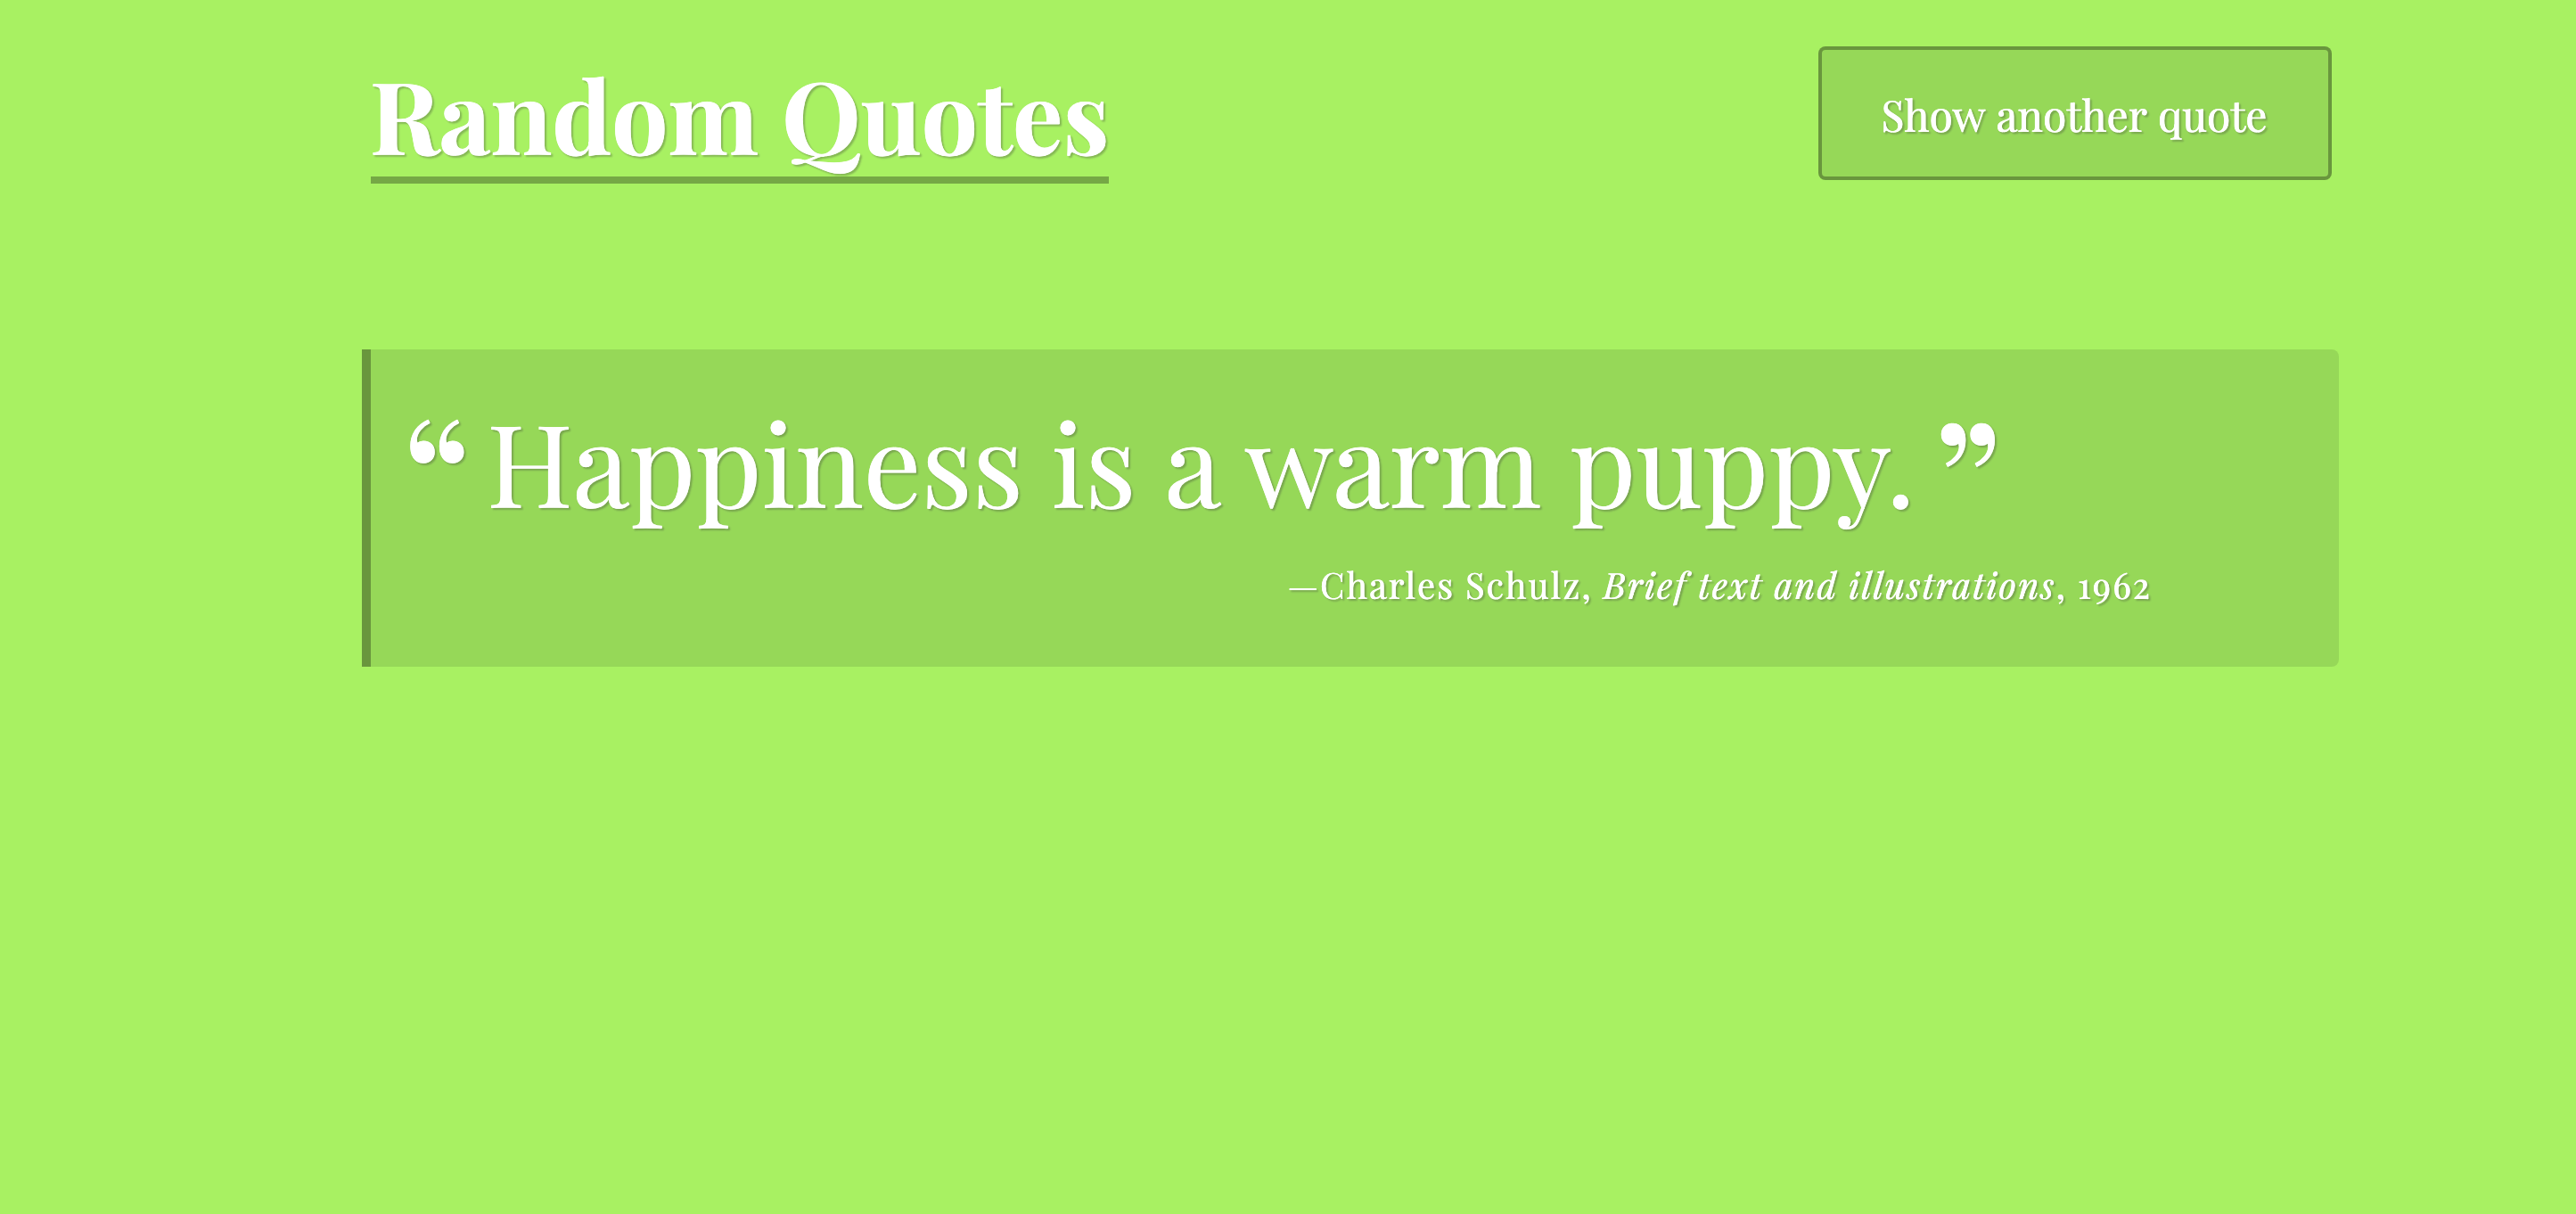 Random Quotes
Show another quote
“ Happiness is a warm puppy. ”
—Charles Schulz, Brief text and illustrations, 1962